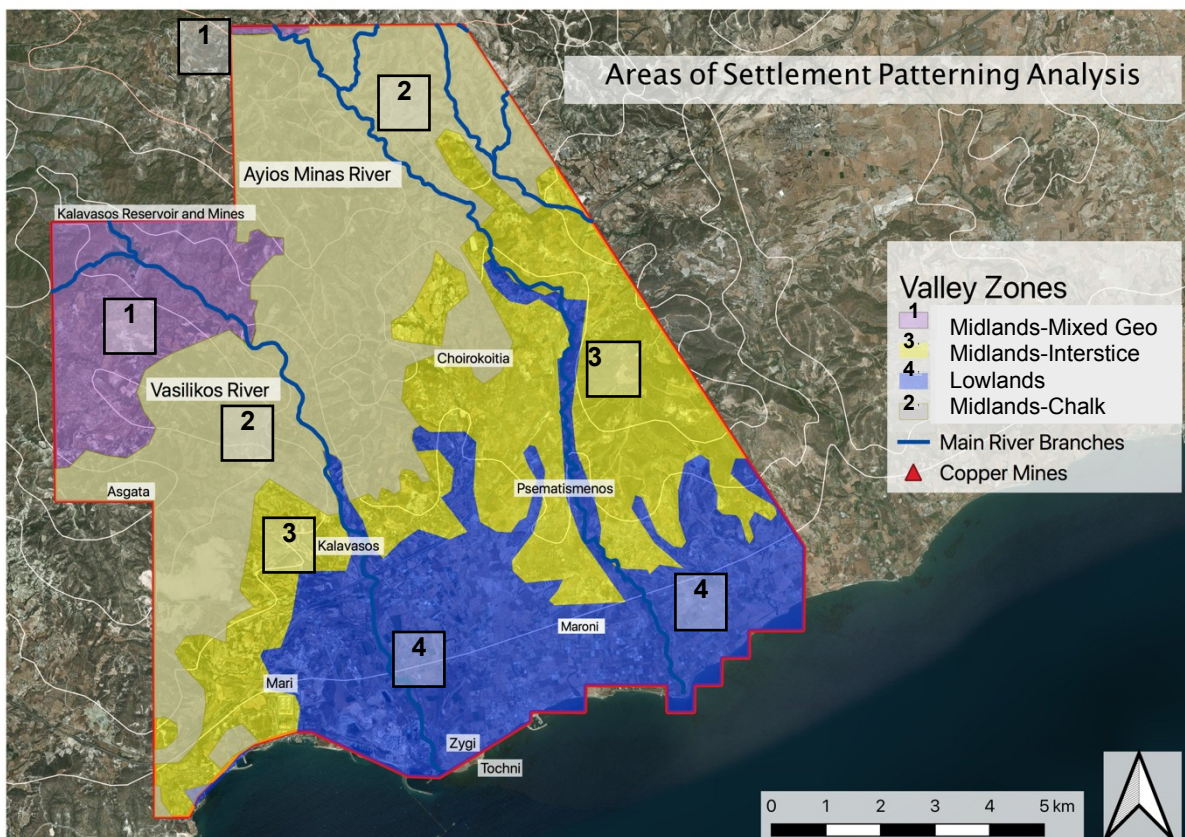 1
Areas of Settlement Patterning Analysis
2
Ayios Minas River
Kalavasos Reservoir and Mines
Valley Zones
1 Midlands-Mixed Geo
3 Midlands-Interstice
4 Lowlands
2 Midlands-Chalk
Main River Branches
Copper Mines
1
Choirokoitia
3
Vasilikos River
2
Asgata
Psematismenos
3
Kalavasos
4
Maroni
4
Mari
Zygi
Tochni
0 1 2 3 4 5 km